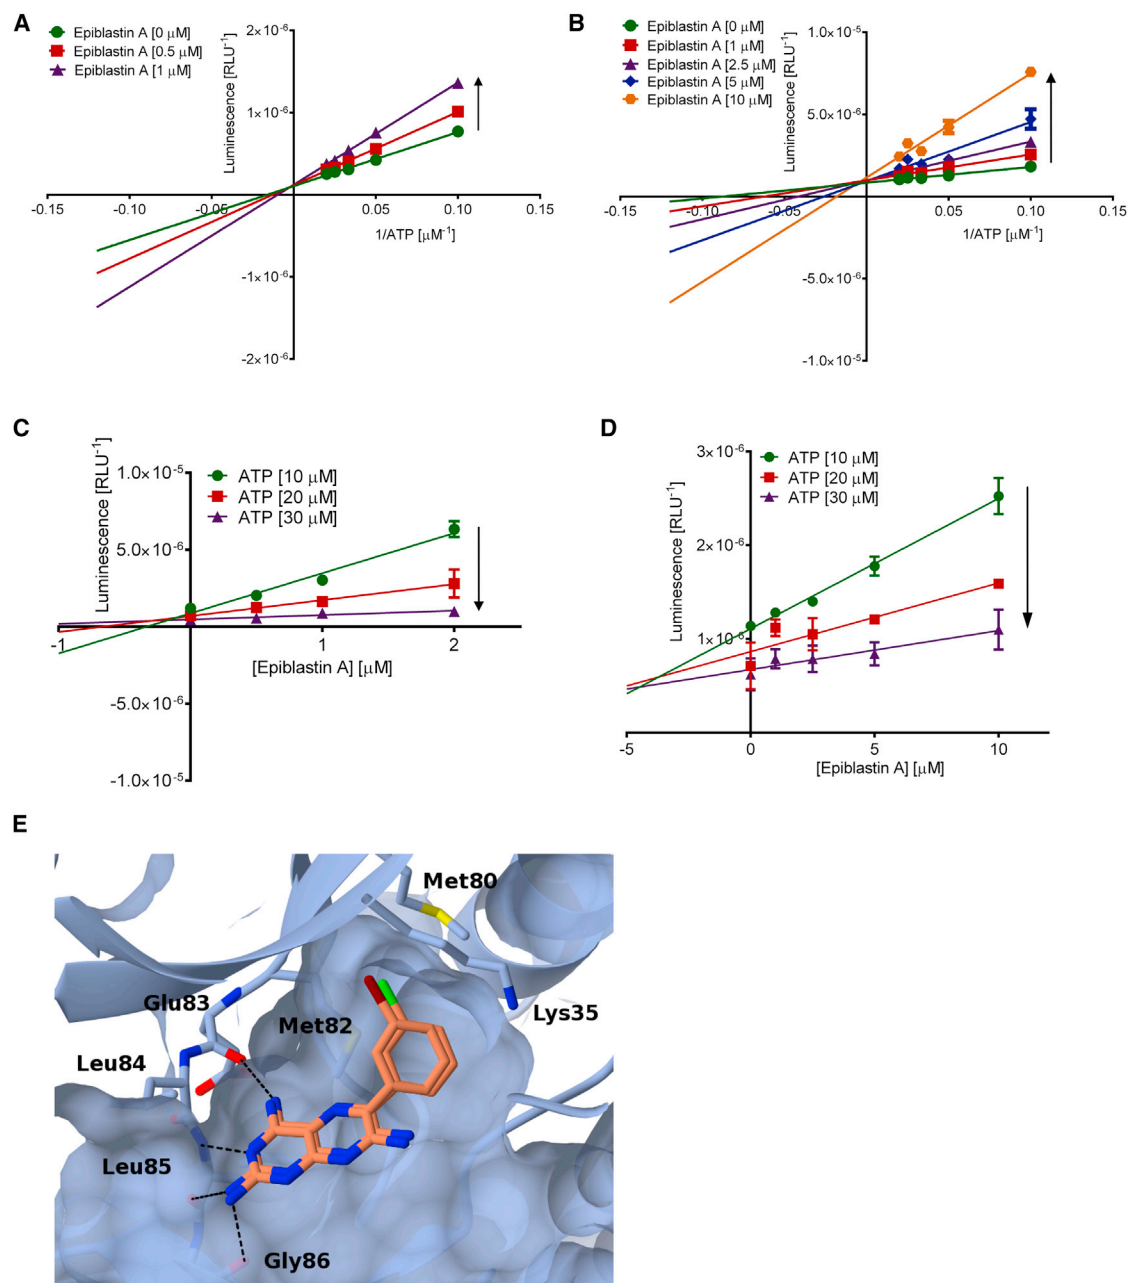 A
Epiblastin A [0 μM]
Epiblastin A [0.5 μM]
Epiblastin A [1 μM]
Luminescence [RLU⁻¹]
2×10⁻⁶
1×10⁻⁶
-1×10⁻⁶
-2×10⁻⁶
-0.15
-0.10
-0.05
0.05
0.10
0.15
1/ATP [μM⁻¹]
B
Epiblastin A [0 μM]
Epiblastin A [1 μM]
Epiblastin A [2.5 μM]
Epiblastin A [5 μM]
Epiblastin A [10 μM]
Luminescence [RLU⁻¹]
1.0×10⁻⁵
5.0×10⁻⁶
-5.0×10⁻⁶
-1.0×10⁻⁵
-0.15
-0.10
-0.05
0.05
0.10
0.15
1/ATP [μM⁻¹]
C
ATP [10 μM]
ATP [20 μM]
ATP [30 μM]
Luminescence [RLU⁻¹]
1.0×10⁻⁵
5.0×10⁻⁶
-5.0×10⁻⁶
-1.0×10⁻⁵
-1
1
2
[Epiblastin A] [μM]
D
ATP [10 μM]
ATP [20 μM]
ATP [30 μM]
Luminescence [RLU⁻¹]
3×10⁻⁶
2×10⁻⁶
1×10⁻⁶
-5
0
5
10
[Epiblastin A] [μM]
E
Met80
Glu83
Met82
Lys35
Leu84
Leu85
Gly86